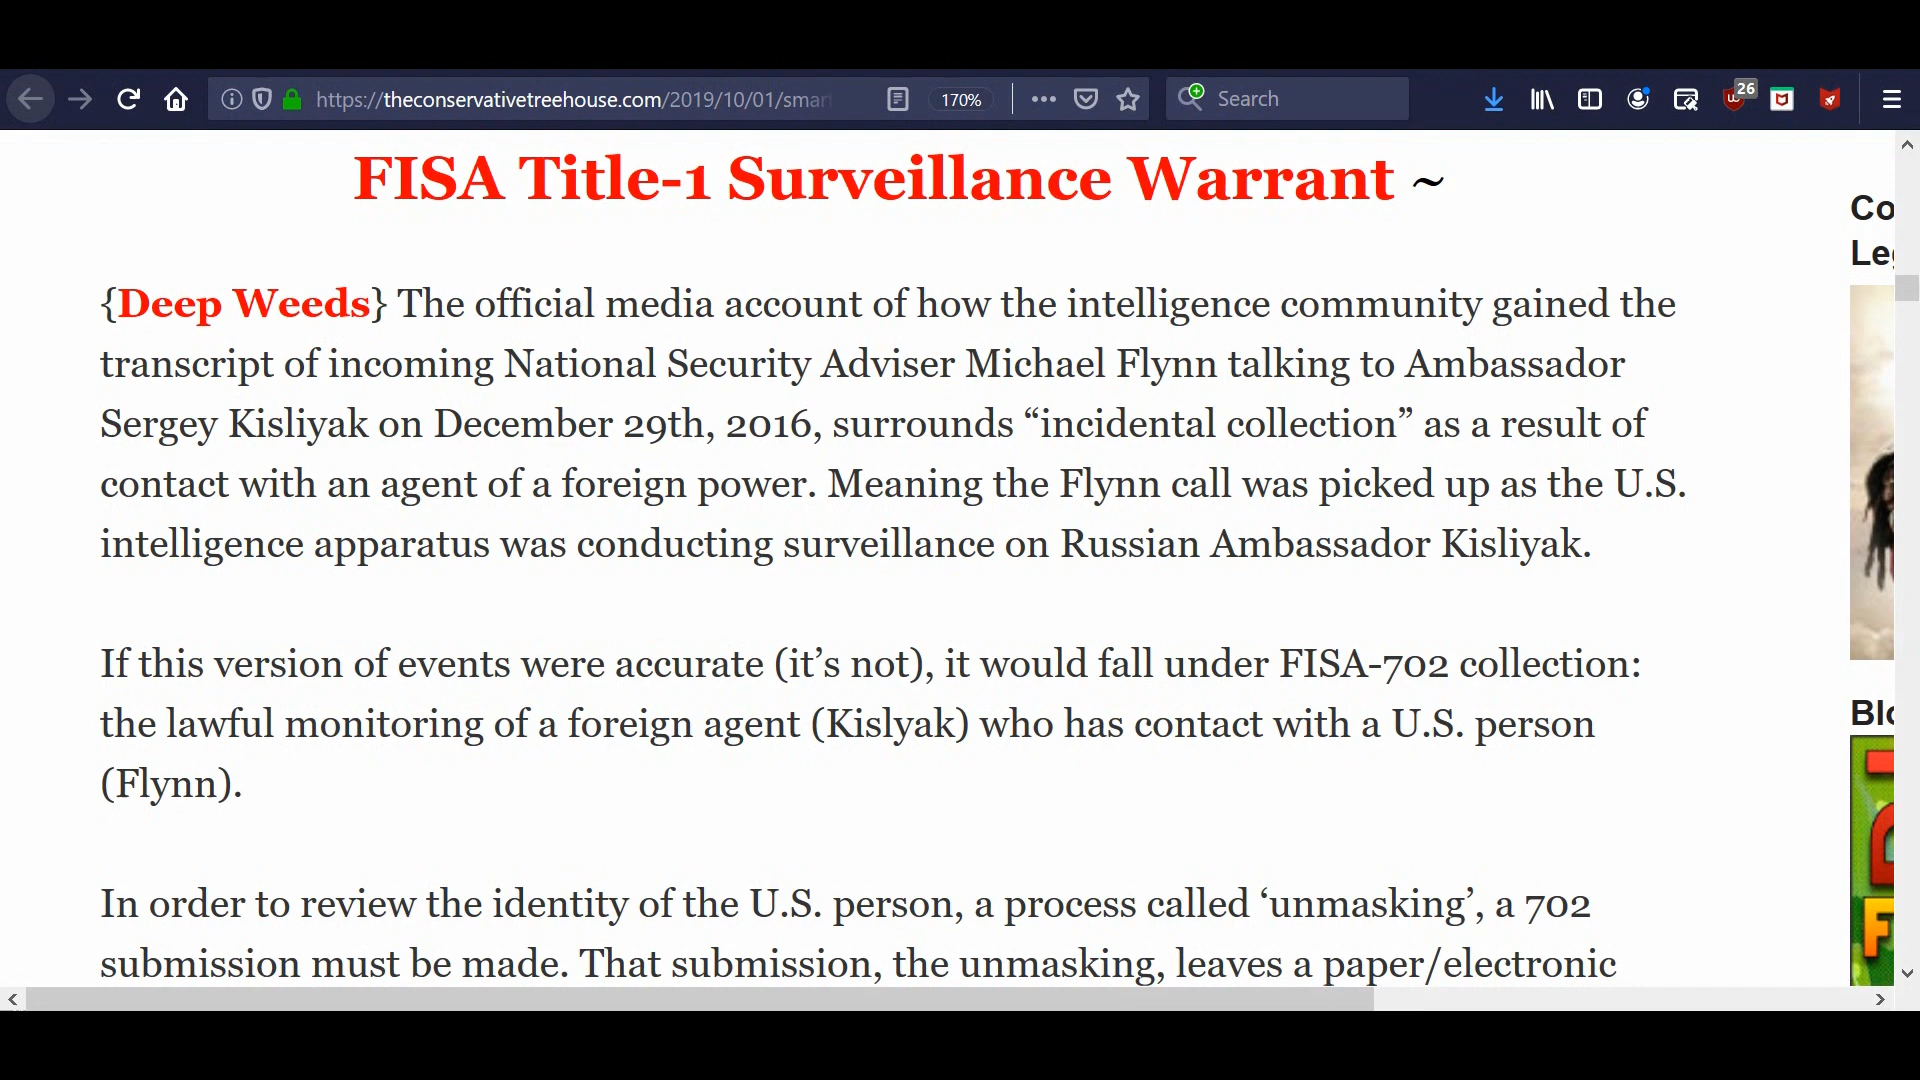 https://theconservativetreehouse.com/2019/10/01/smar
170%
Search
26
FISA Title-1 Surveillance Warrant ~
{Deep Weeds} The official media account of how the intelligence community gained the
transcript of incoming National Security Adviser Michael Flynn talking to Ambassador
Sergey Kisliyak on December 29th, 2016, surrounds “incidental collection” as a result of
contact with an agent of a foreign power. Meaning the Flynn call was picked up as the U.S.
intelligence apparatus was conducting surveillance on Russian Ambassador Kisliyak.
If this version of events were accurate (it’s not), it would fall under FISA-702 collection:
the lawful monitoring of a foreign agent (Kislyak) who has contact with a U.S. person
(Flynn).
In order to review the identity of the U.S. person, a process called ‘unmasking’, a 702
submission must be made. That submission, the unmasking, leaves a paper/electronic
Co
Le
Blo